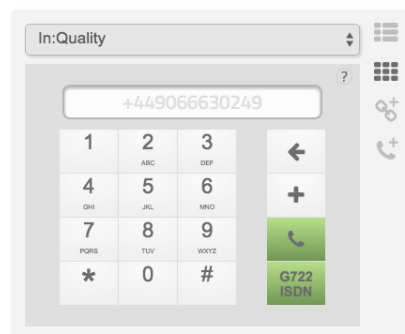 In:Quality
?
+449066630249
1 2 3
ABC DEF
4 5 6 +
GHI JKL MNO
7 8 9
PQRS TUV WXYZ
* 0 # G722
ISDN